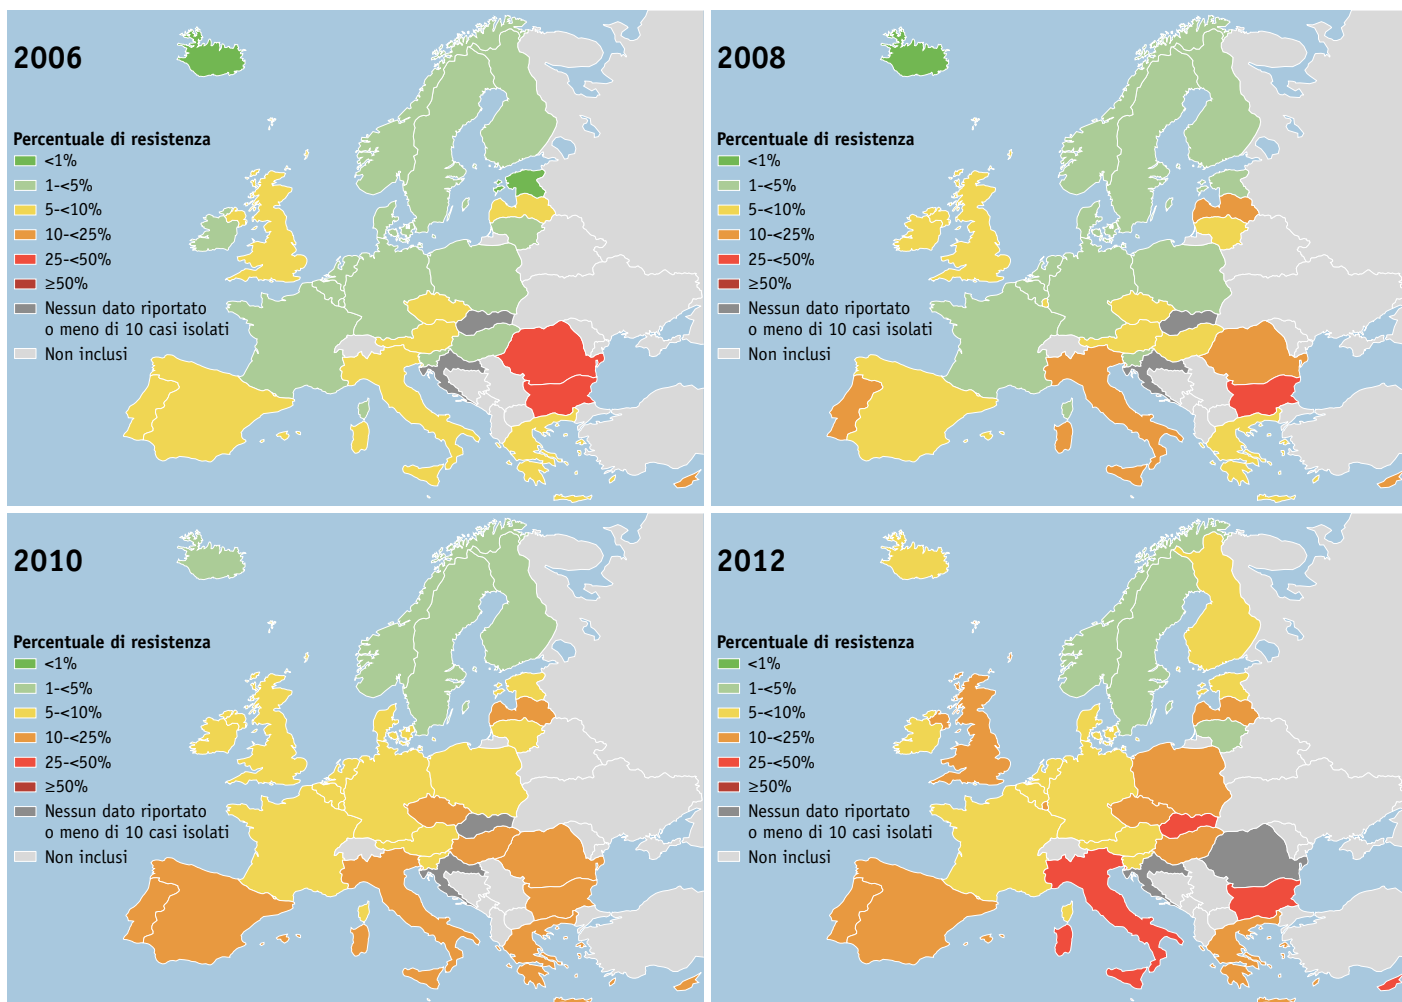 2006
Percentuale di resistenza
<1%
1-<5%
5-<10%
10-<25%
25-<50%
≥50%
Nessun dato riportato
o meno di 10 casi isolati
Non inclusi
2008
Percentuale di resistenza
<1%
1-<5%
5-<10%
10-<25%
25-<50%
≥50%
Nessun dato riportato
o meno di 10 casi isolati
Non inclusi
2010
Percentuale di resistenza
<1%
1-<5%
5-<10%
10-<25%
25-<50%
≥50%
Nessun dato riportato
o meno di 10 casi isolati
Non inclusi
2012
Percentuale di resistenza
<1%
1-<5%
5-<10%
10-<25%
25-<50%
≥50%
Nessun dato riportato
o meno di 10 casi isolati
Non inclusi